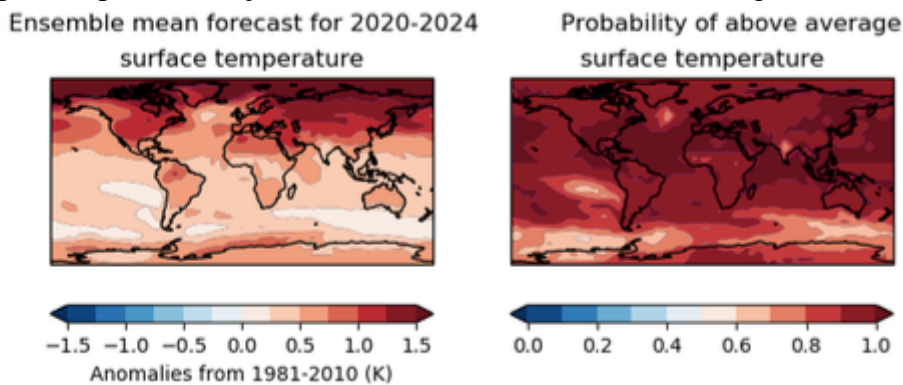 Ensemble mean forecast for 2020-2024
surface temperature
Probability of above average
surface temperature
−1.5 −1.0 −0.5 0.0 0.5 1.0 1.5
Anomalies from 1981-2010 (K)
0.0 0.2 0.4 0.6 0.8 1.0